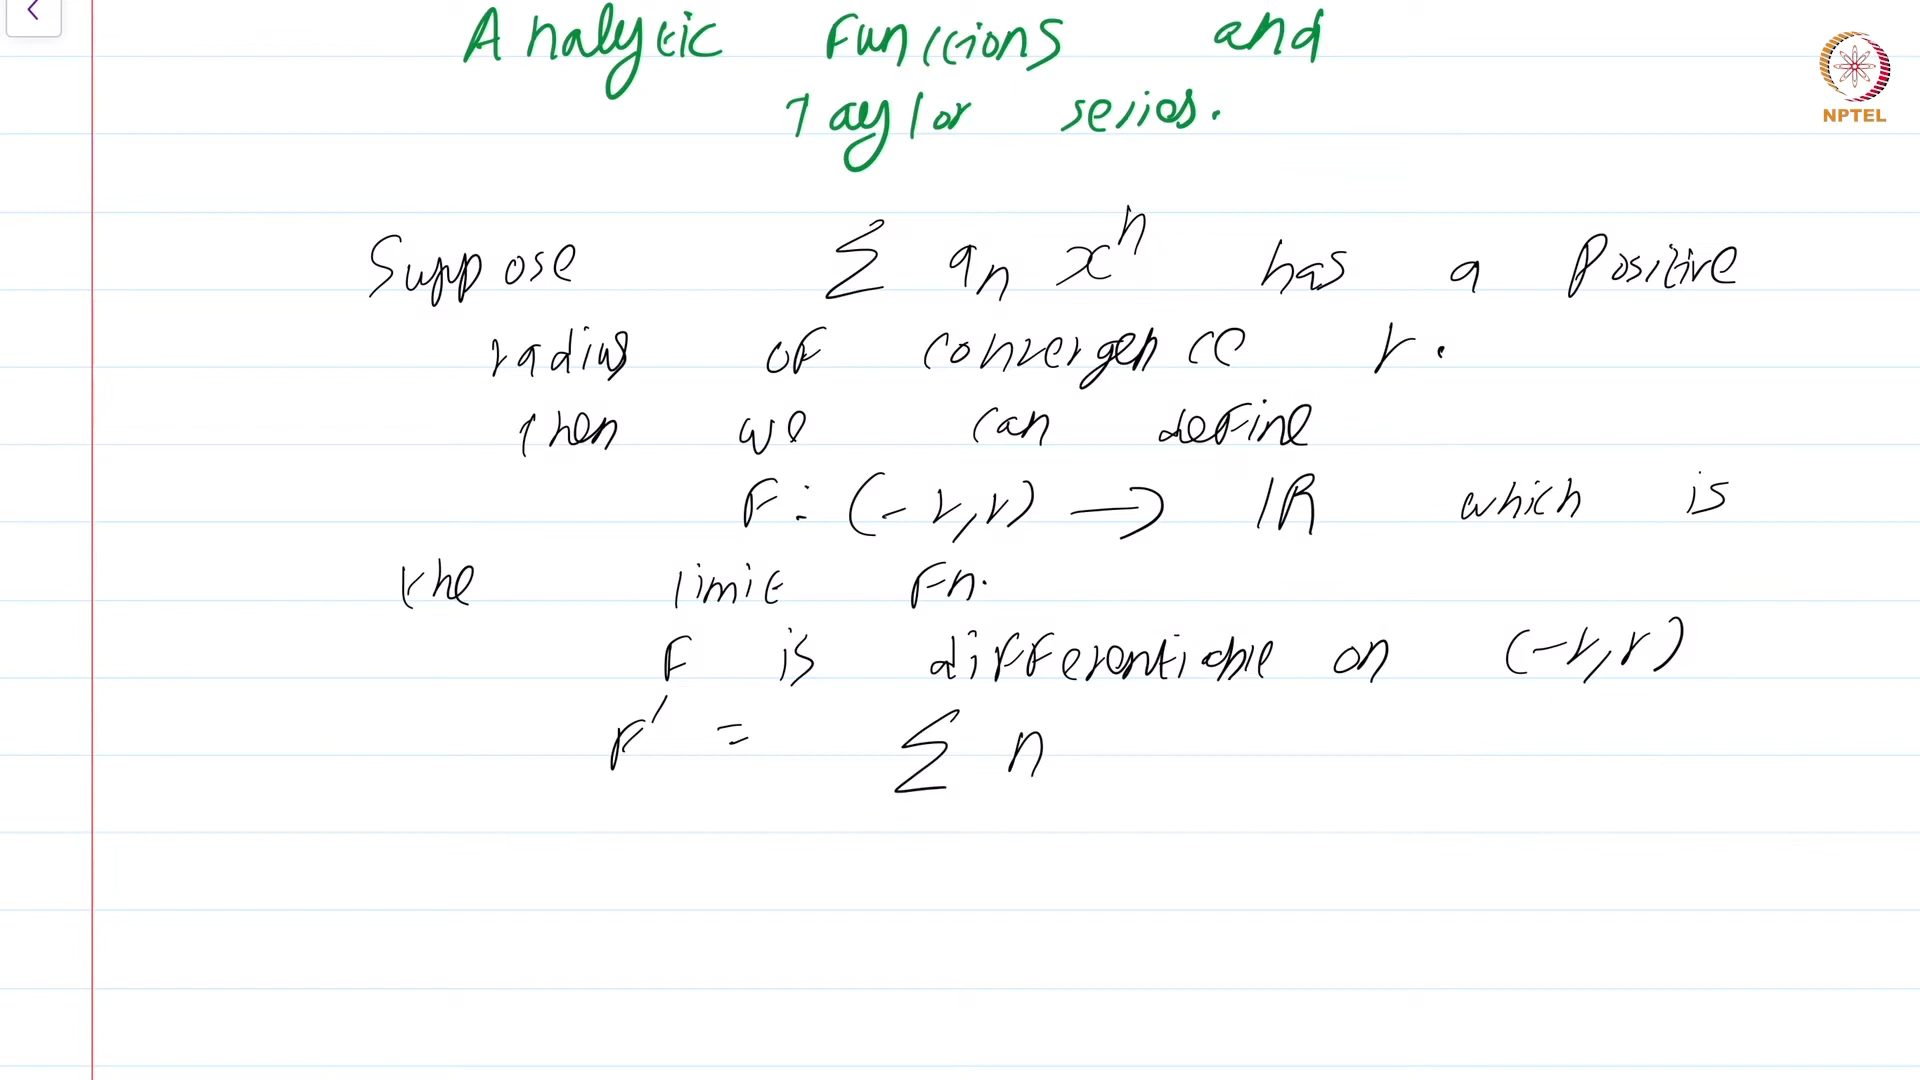 Analytic Functions and
Taylor series.
NPTEL
Suppose ∑ aₙ xⁿ has a positive
radius of convergence r.
then we can define
F : (-r, r) → ℝ which is
the limit Fn.
F is differentiable on (-r, r)
F' = ∑ n